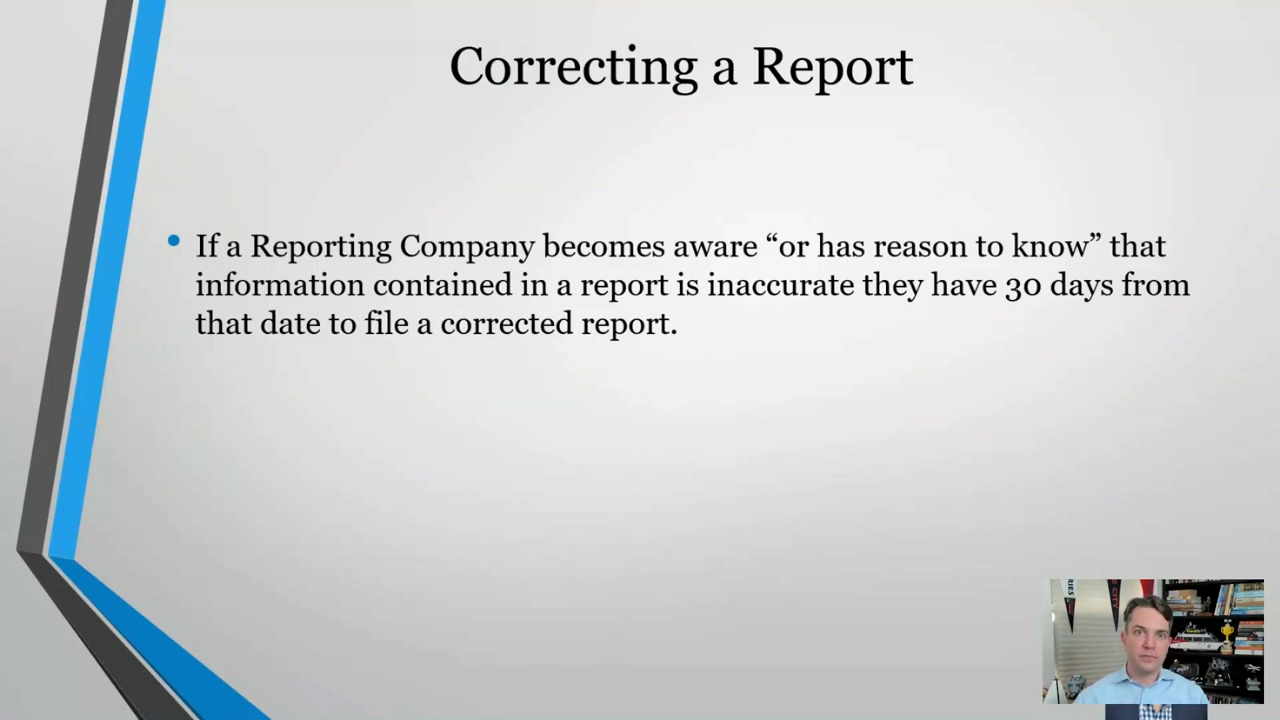 Correcting a Report
• If a Reporting Company becomes aware “or has reason to know” that
information contained in a report is inaccurate they have 30 days from
that date to file a corrected report.